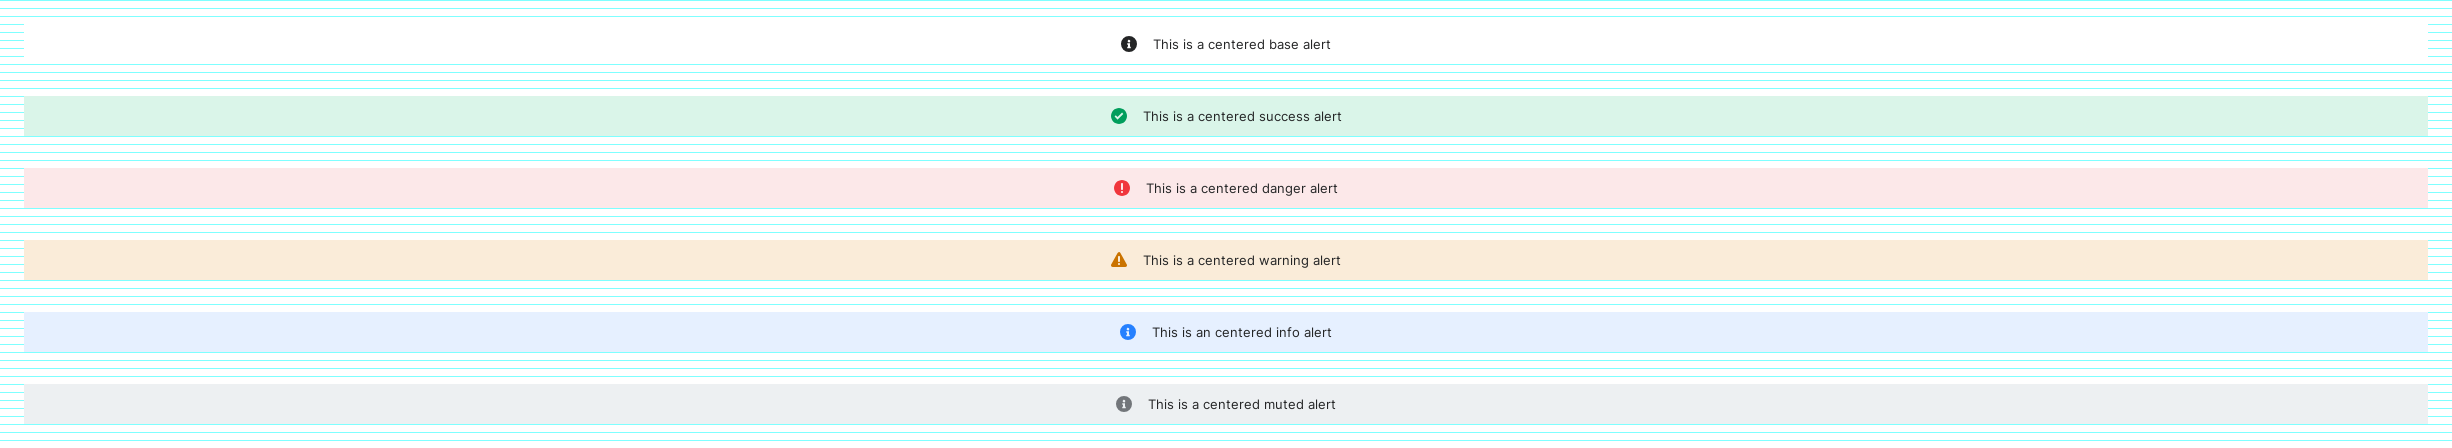 This is a centered base alert
This is a centered success alert
This is a centered danger alert
This is a centered warning alert
This is an centered info alert
This is a centered muted alert